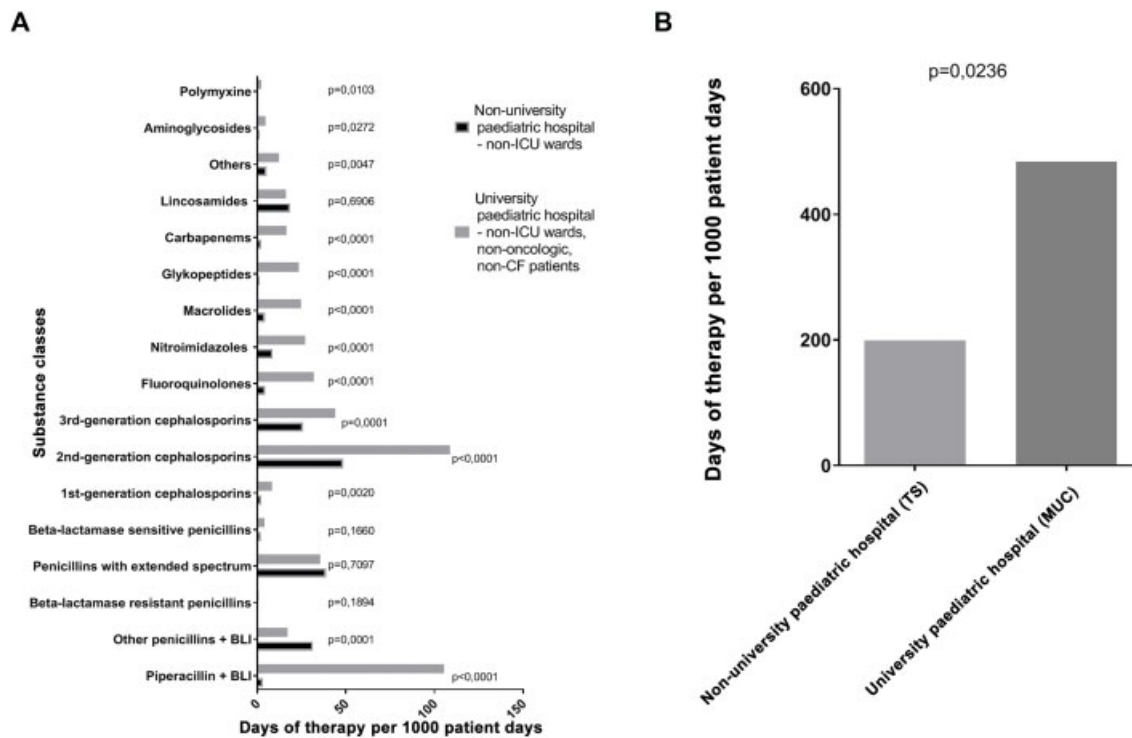 A
Polymyxine
p=0,0103
Aminoglycosides
p=0,0272
Others
p=0,0047
Lincosamides
p=0,6906
Carbapenems
p<0,0001
Glykopeptides
p<0,0001
Macrolides
p<0,0001
Nitroimidazoles
p<0,0001
Fluoroquinolones
p<0,0001
3rd-generation cephalosporins
p=0,0001
2nd-generation cephalosporins
p<0,0001
1st-generation cephalosporins
p=0,0020
Beta-lactamase sensitive penicillins
p=0,1660
Penicillins with extended spectrum
p=0,7097
Beta-lactamase resistant penicillins
p=0,1894
Other penicillins + BLI
p=0,0001
Piperacillin + BLI
p<0,0001
Substance classes
0
50
100
150
Days of therapy per 1000 patient days
Non-university
paediatric hospital
- non-ICU wards
University
paediatric hospital
- non-ICU wards,
non-oncologic,
non-CF patients
B
p=0,0236
Days of therapy per 1000 patient days
600
400
200
0
Non-university paediatric hospital (TS)
University paediatric hospital (MUC)